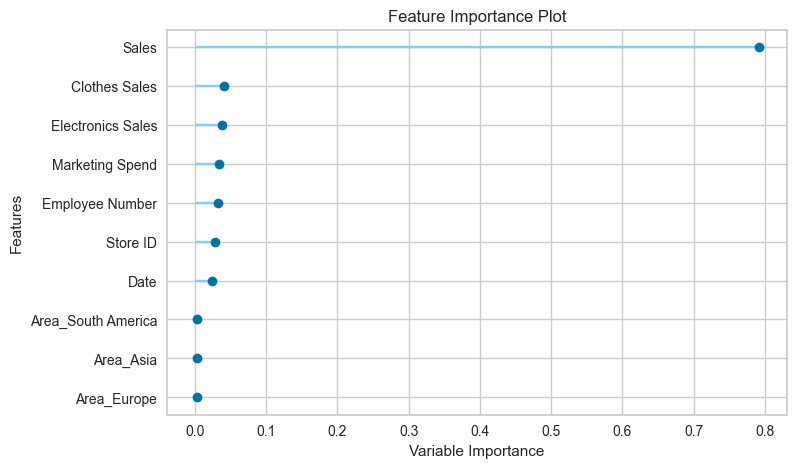 Feature Importance Plot
Features
Sales
Clothes Sales
Electronics Sales
Marketing Spend
Employee Number
Store ID
Date
Area_South America
Area_Asia
Area_Europe
0.0 0.1 0.2 0.3 0.4 0.5 0.6 0.7 0.8
Variable Importance